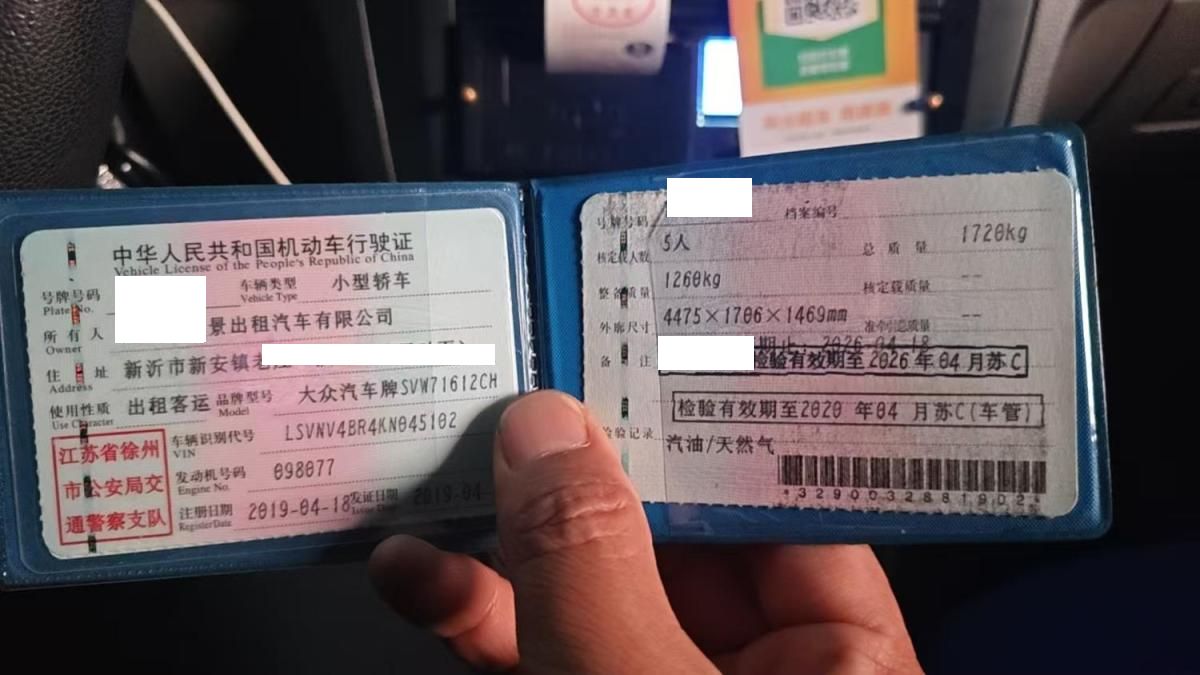 中华人民共和国机动车行驶证
Vehicle License of the People's Republic of China
号牌号码
Plate No.
车辆类型 小型轿车
Vehicle Type
所有人 景出租汽车有限公司
Owner
住址 新沂市新安镇
Address
使用性质 出租客运 品牌型号 大众汽车牌SVW71612CH
Use Character Model
江苏省徐州
市公安局交
通警察支队
车辆识别代号 LSVNV4BR4KN045102
VIN
发动机号码 098077
Engine No.
注册日期 2019-04-18 发证日期 2019-04-
RegisterDate Issue Date
号牌号码 档案编号
核定载人数 5人 总质量 1720kg
整备质量 1260kg 核定载质量 --
外廓尺寸 4475×1706×1469mm 准牵引总质量 --
备注 期止: 2026-04-18
检验有效期至2026年04月苏C
检验有效期至2020年04月苏C(车管)
检验记录
汽油/天然气
*3290032881902*